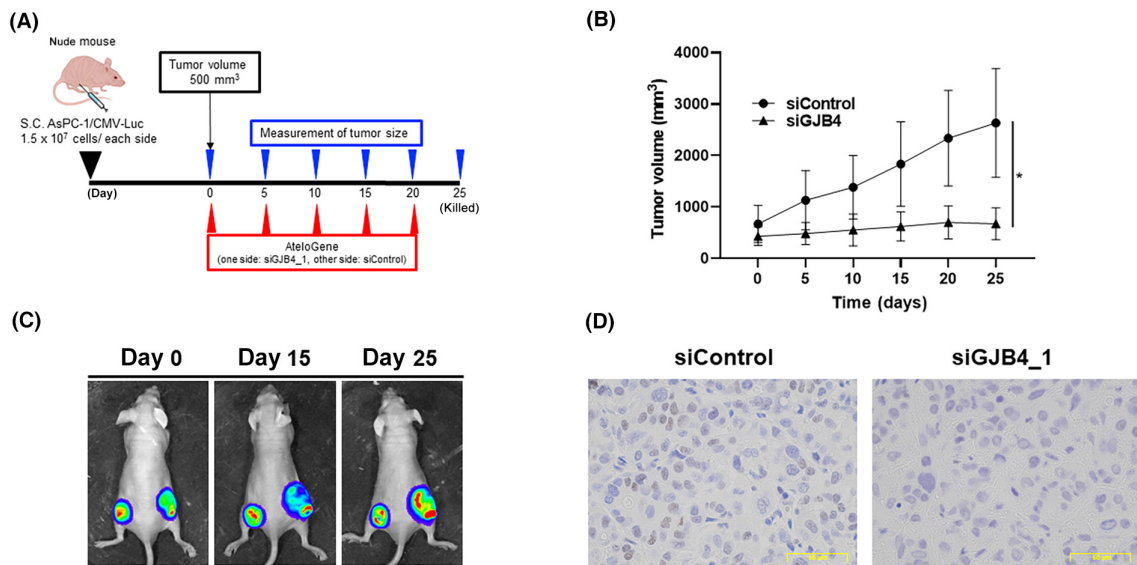 (A)
Nude mouse
S.C. AsPC-1/CMV-Luc
1.5 x 10⁷ cells/ each side
Tumor volume
500 mm³
Measurement of tumor size
(Day)
0 5 10 15 20 25
(Killed)
AteloGene
(one side: siGJB4_1, other side: siControl)
(B)
Tumor volume (mm³)
4000
3000
2000
1000
0
siControl
siGJB4
*
0 5 10 15 20 25
Time (days)
(C)
Day 0 Day 15 Day 25
(D)
siControl siGJB4_1